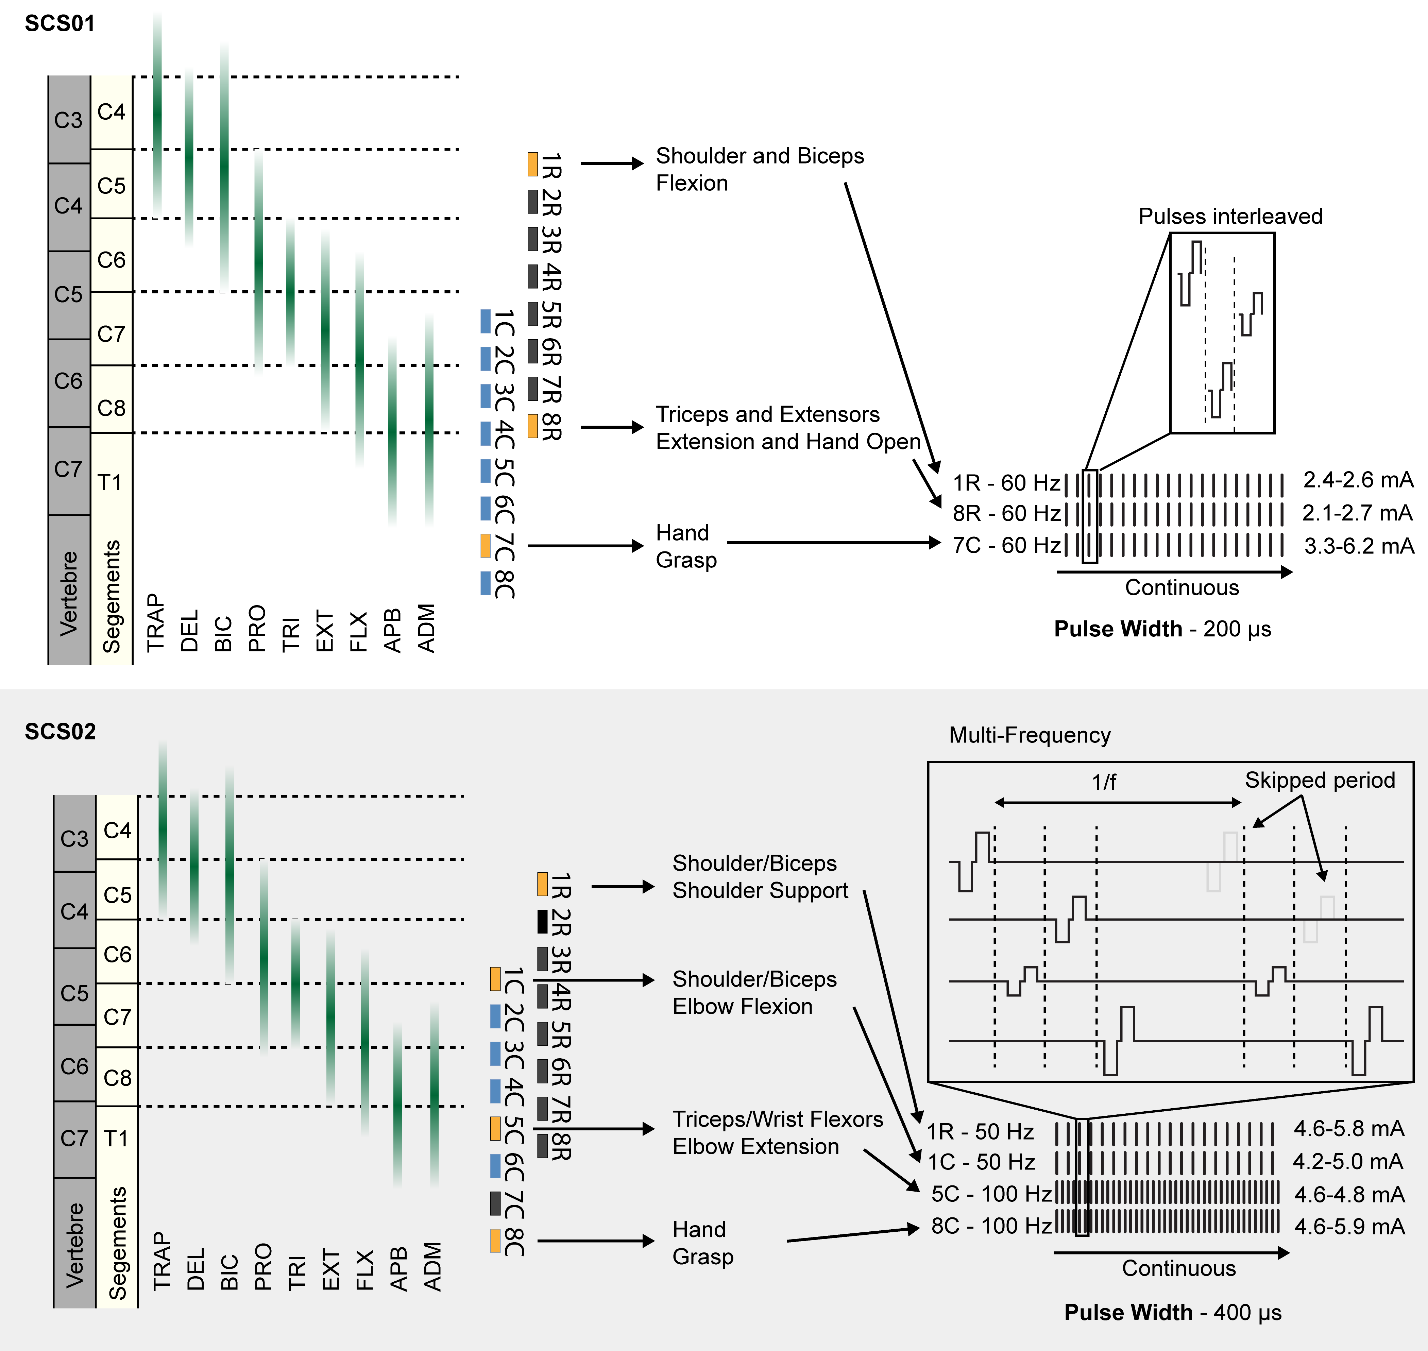 SCS01
C3
C4
C5
C6
C7
Vertebre
C4
C5
C6
C7
C8
T1
Segements
TRAP
DEL
BIC
PRO
TRI
EXT
FLX
APB
ADM
1C
2C
3C
4C
5C
6C
7C
8C
1R
2R
3R
4R
5R
6R
7R
8R
Shoulder and Biceps
Flexion
Triceps and Extensors
Extension and Hand Open
Hand
Grasp
Pulses interleaved
1R - 60 Hz
2.4-2.6 mA
8R - 60 Hz
2.1-2.7 mA
7C - 60 Hz
3.3-6.2 mA
Continuous
Pulse Width - 200 µs
SCS02
C3
C4
C5
C6
C7
Vertebre
C4
C5
C6
C7
C8
T1
Segements
TRAP
DEL
BIC
PRO
TRI
EXT
FLX
APB
ADM
1C
2C
3C
4C
5C
6C
7C
8C
1R
2R
3R
4R
5R
6R
7R
8R
Shoulder/Biceps
Shoulder Support
Shoulder/Biceps
Elbow Flexion
Triceps/Wrist Flexors
Elbow Extension
Hand
Grasp
Multi-Frequency
1/f
Skipped period
1R - 50 Hz
4.6-5.8 mA
1C - 50 Hz
4.2-5.0 mA
5C - 100 Hz
4.6-4.8 mA
8C - 100 Hz
4.6-5.9 mA
Continuous
Pulse Width - 400 µs